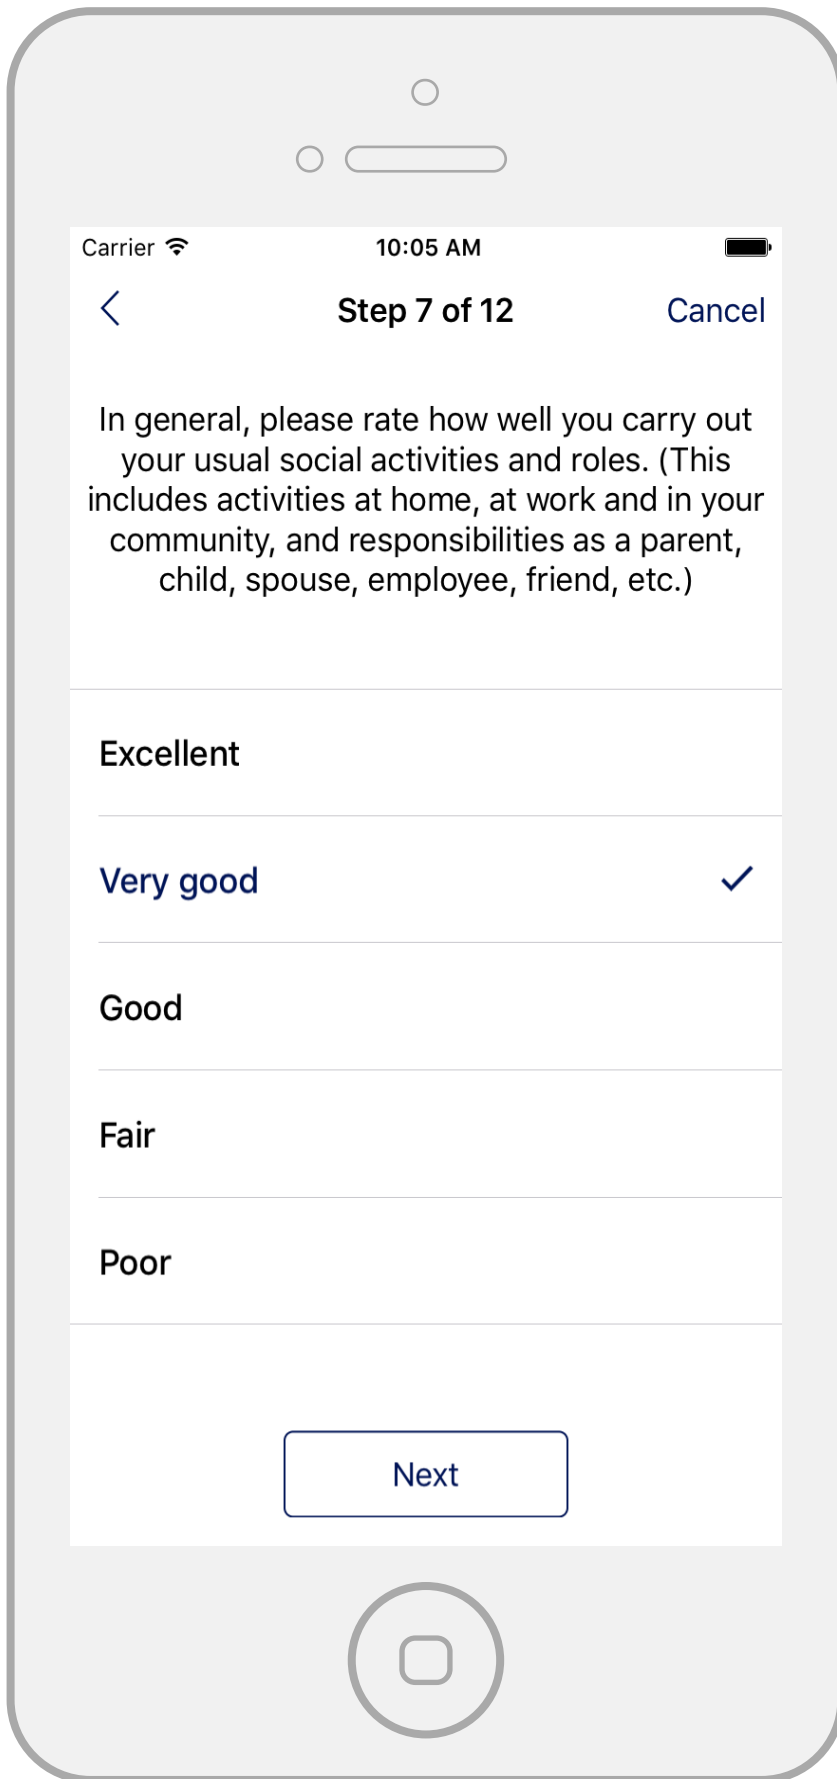 Carrier 10:05 AM
Step 7 of 12 Cancel
In general, please rate how well you carry out
your usual social activities and roles. (This
includes activities at home, at work and in your
community, and responsibilities as a parent,
child, spouse, employee, friend, etc.)
Excellent
Very good
Good
Fair
Poor
Next